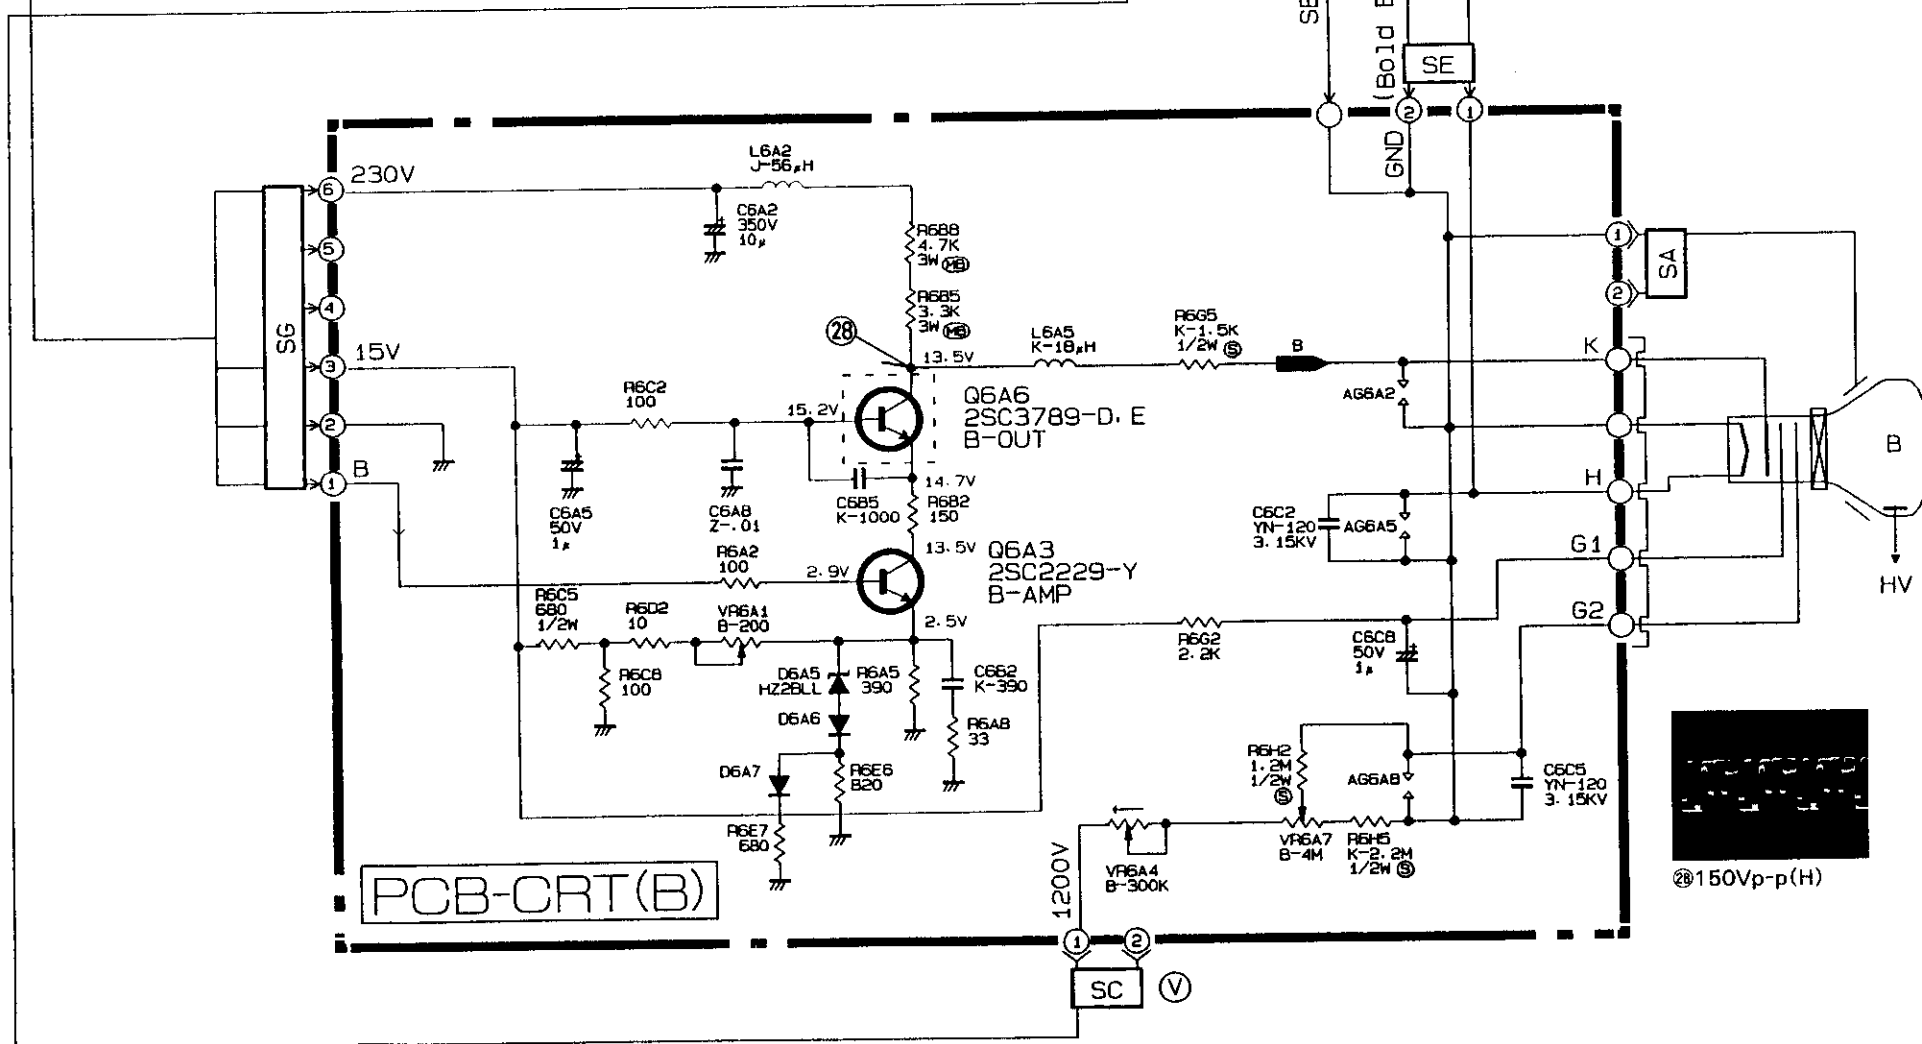 (Bold
SE
2
1
GND
SG
6
230V
5
4
3
15V
2
1
B
L6A2
J-56μH
C6A2
350V
10μ
R6B8
4.7K
3W MB
R6B5
3.3K
3W MB
28
13.5V
L6A5
K-18μH
R6G5
K-1.5K
1/2W S
B
AG6A2
K
1
2
SA
R6C2
100
15.2V
Q6A6
2SC3789-D.E
B-OUT
C6A5
50V
1μ
C6A8
Z-.01
C6B5
K-1000
14.7V
R6B2
150
13.5V
Q6A3
2SC2229-Y
B-AMP
R6A2
100
2.9V
2.5V
R6C5
680
1/2W
R6D2
10
VR6A1
B-200
R6C8
100
D6A5
HZ2BLL
R6A5
390
C6B2
K-390
D6A6
R6A8
33
D6A7
R6E6
820
R6E7
680
C6C2
YN-120
3.15KV
AG6A5
H
G1
G2
B
HV
R6G2
2.2K
C6C8
50V
1μ
R6H2
1.2M
1/2W
S
AG6A8
C6C5
YN-120
3.15KV
VR6A4
B-300K
VR6A7
B-4M
R6H5
K-2.2M
1/2W S
1200V
1
2
SC
V
PCB-CRT(B)
28 150Vp-p(H)